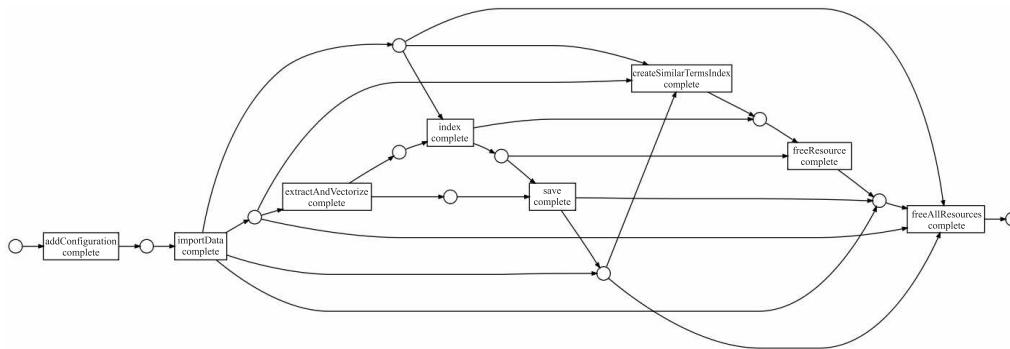 createSimilarTermsIndex
complete
index
complete
freeResource
complete
extractAndVectorize
complete
save
complete
freeAllResources
complete
addConfiguration
complete
importData
complete